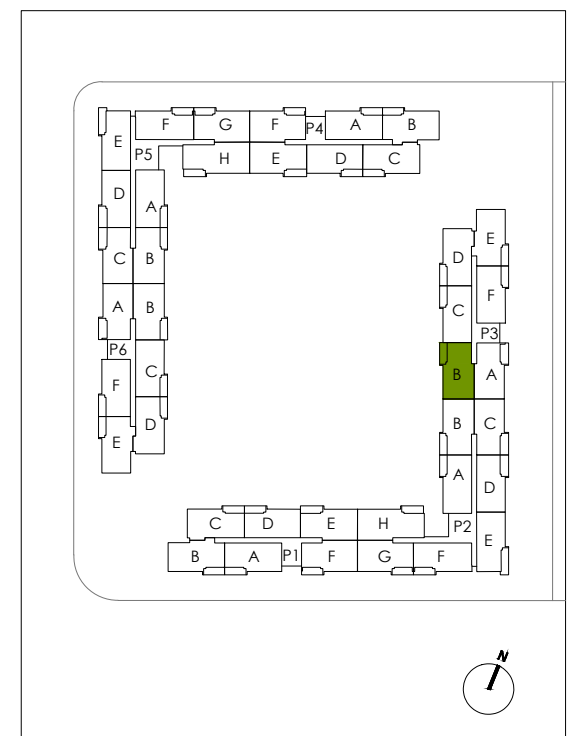 F G F P4 A B
E
P5
H E D C
D
A
E
D
C B
F
C
A B
P3
P6
B A
C
F
B C
D
A
E
D
C D E H
P2
E
B A P1 F G F
N